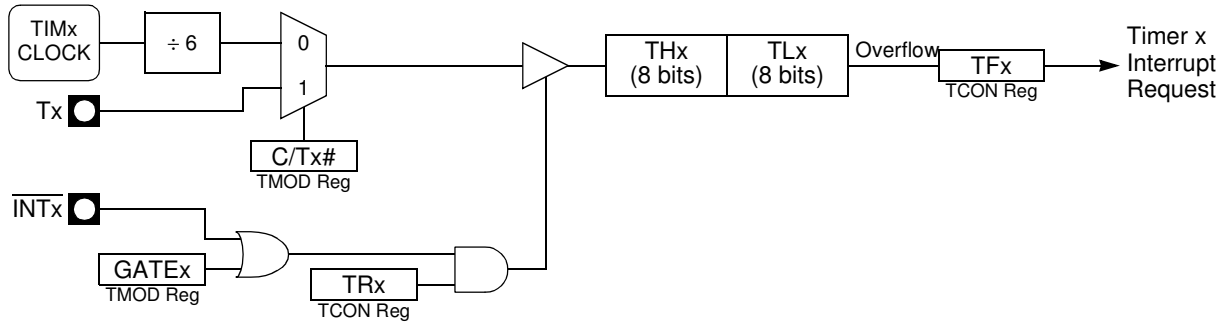 TIMx
CLOCK
÷ 6
0
1
Tx
C/Tx#
TMOD Reg
INTx
GATEx
TMOD Reg
TRx
TCON Reg
THx
(8 bits)
TLx
(8 bits)
Overflow
TFx
TCON Reg
Timer x
Interrupt
Request